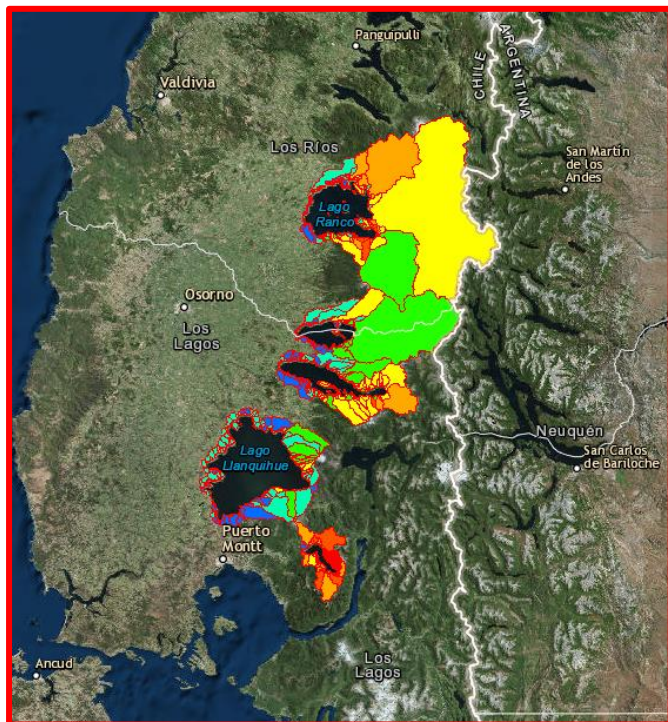 Panguipulli
CHILE
ARGENTINA
Valdivia
Los Ríos
San Martín
de los
Andes
Lago
Ranco
Osorno
Los
Lagos
Neuquén
San Carlos
de Bariloche
Lago
Llanquihue
Puerto
Montt
Ancud
Los
Lagos